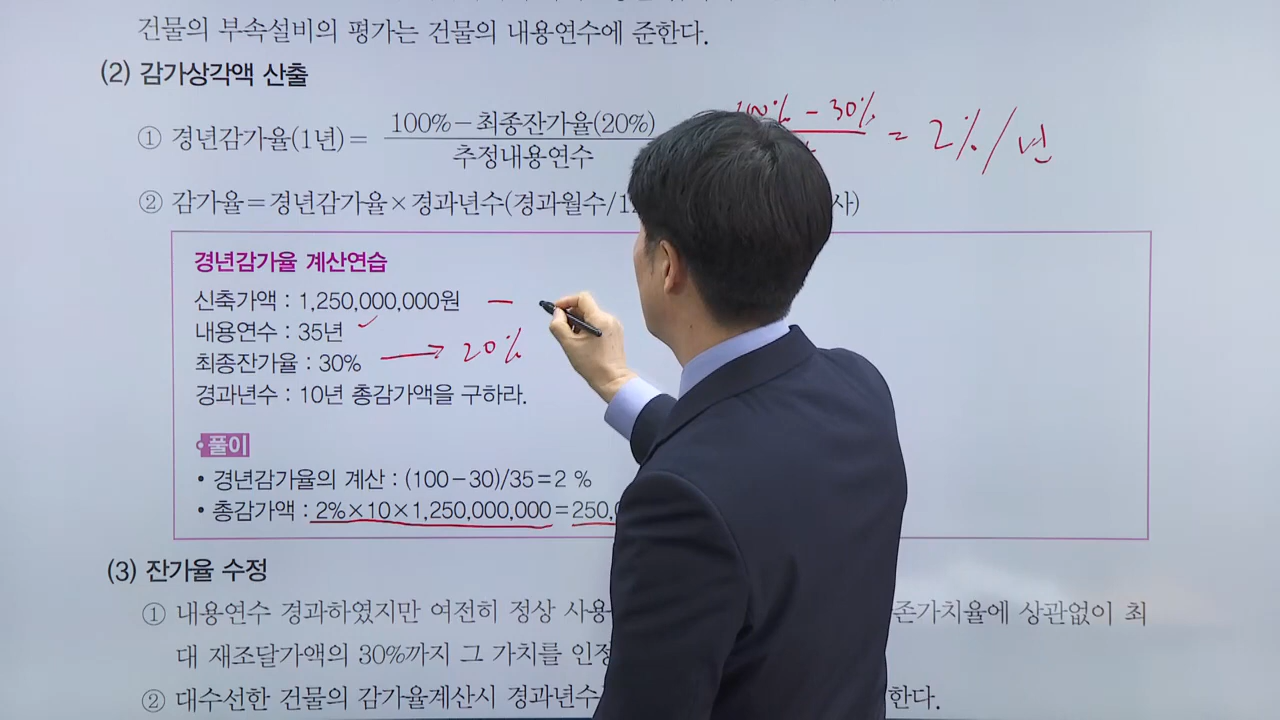 건물의 부속설비의 평가는 건물의 내용연수에 준한다.
(2) 감가상각액 산출
① 경년감가율(1년)= 100%-최종잔가율(20%) - 30% = 2%/년
추정내용연수
② 감가율=경년감가율×경과년수(경과월수/1 사)
경년감가율 계산연습
신축가액 : 1,250,000,000원 —
내용연수 : 35년 ✓
최종잔가율 : 30% → 20%
경과년수 : 10년 총감가액을 구하라.
풀이
• 경년감가율의 계산 : (100-30)/35=2 %
• 총감가액 : 2%×10×1,250,000,000=250,
(3) 잔가율 수정
① 내용연수 경과하였지만 여전히 정상 사용 존가치율에 상관없이 최
대 재조달가액의 30%까지 그 가치를 인정
② 대수선한 건물의 감가율계산시 경과년수 한다.